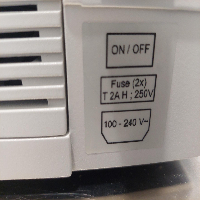 ON / OFF
Fuse (2x)
T 2A H ; 250V
100 - 240 V~